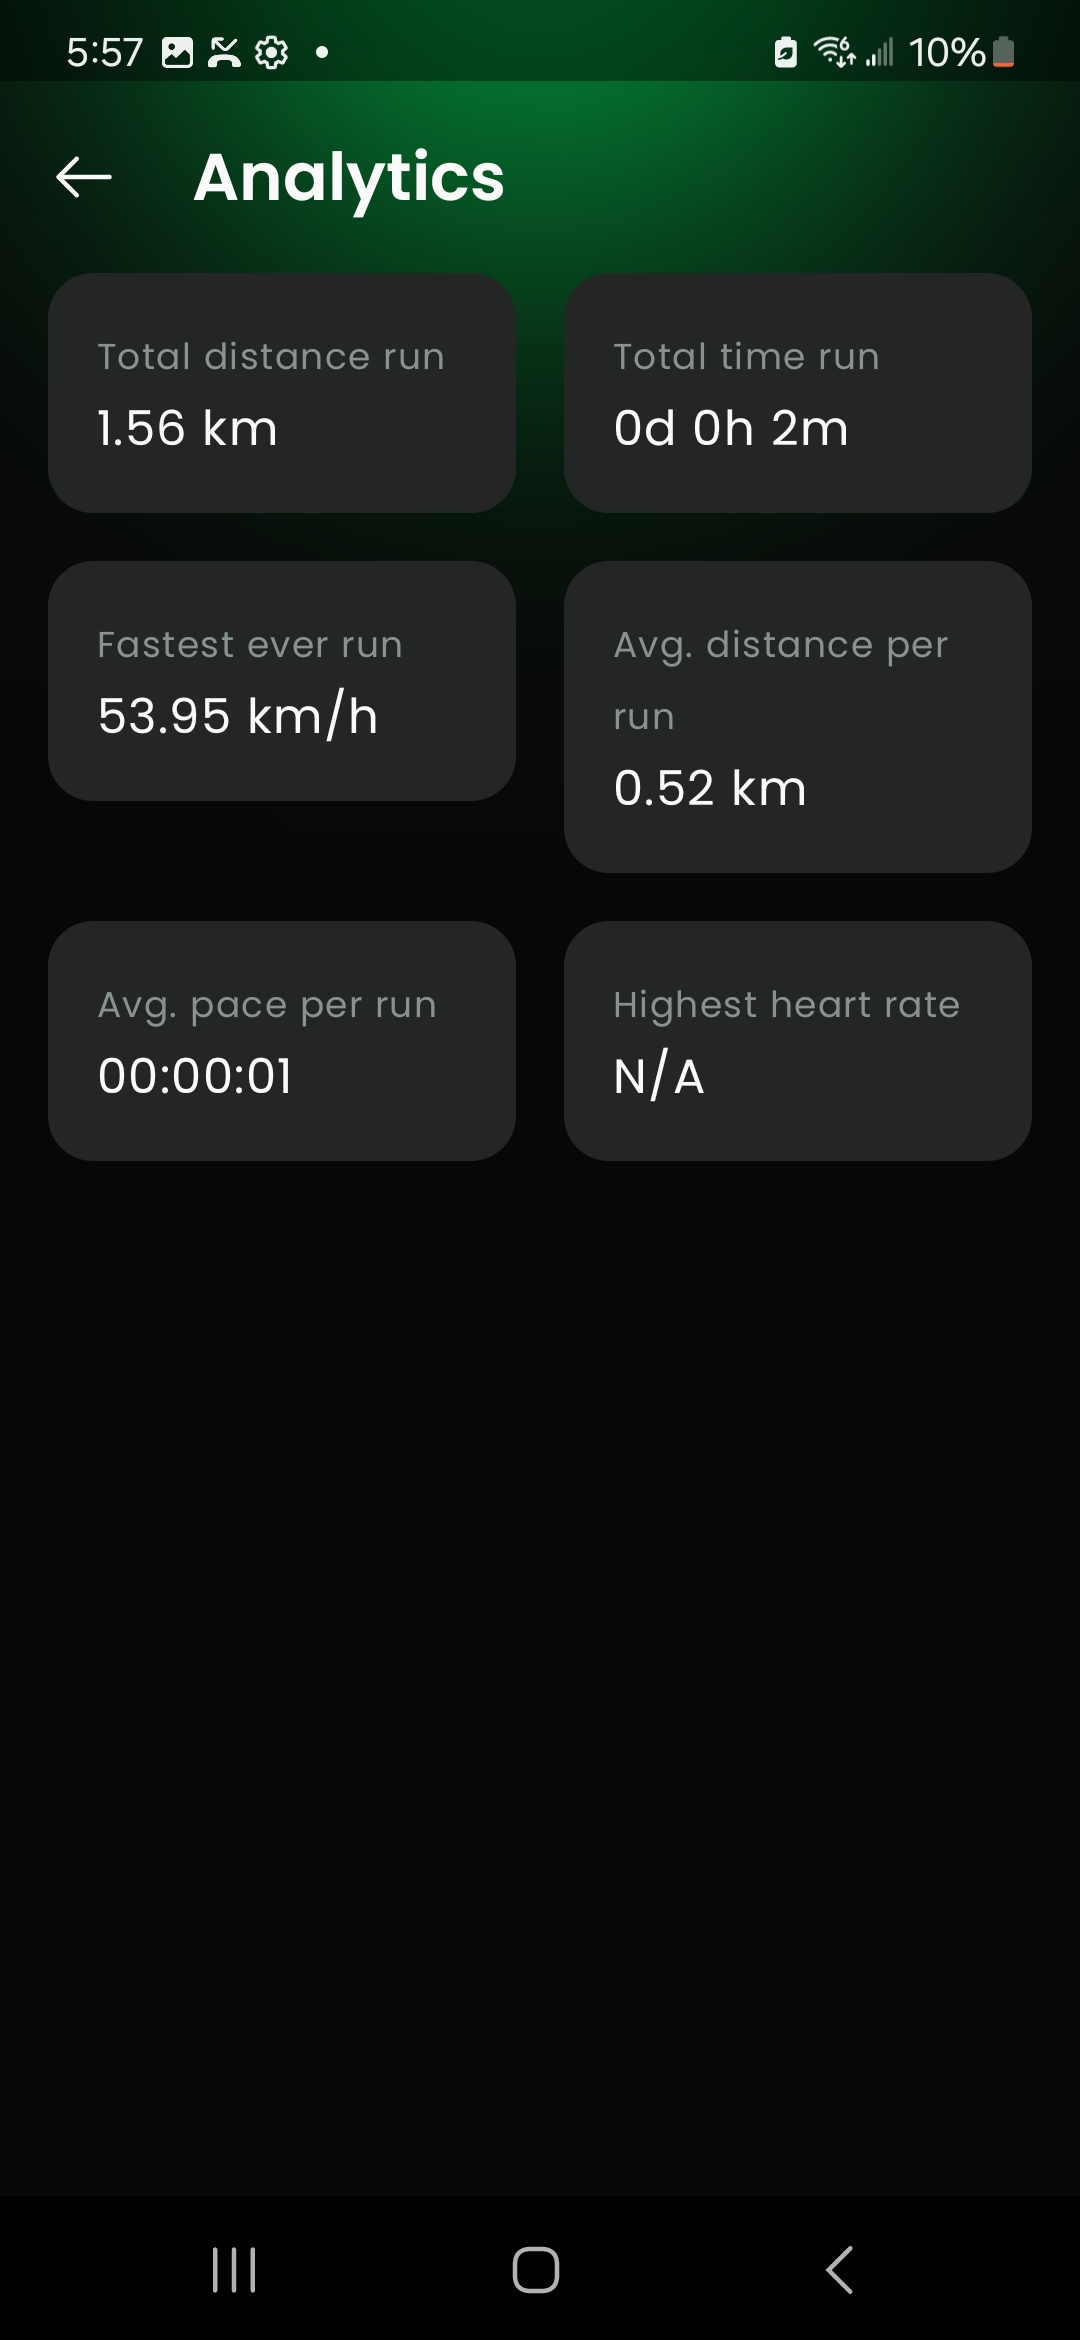 5:57
10%
Analytics
Total distance run
1.56 km
Total time run
0d 0h 2m
Fastest ever run
53.95 km/h
Avg. distance per
run
0.52 km
Avg. pace per run
00:00:01
Highest heart rate
N/A